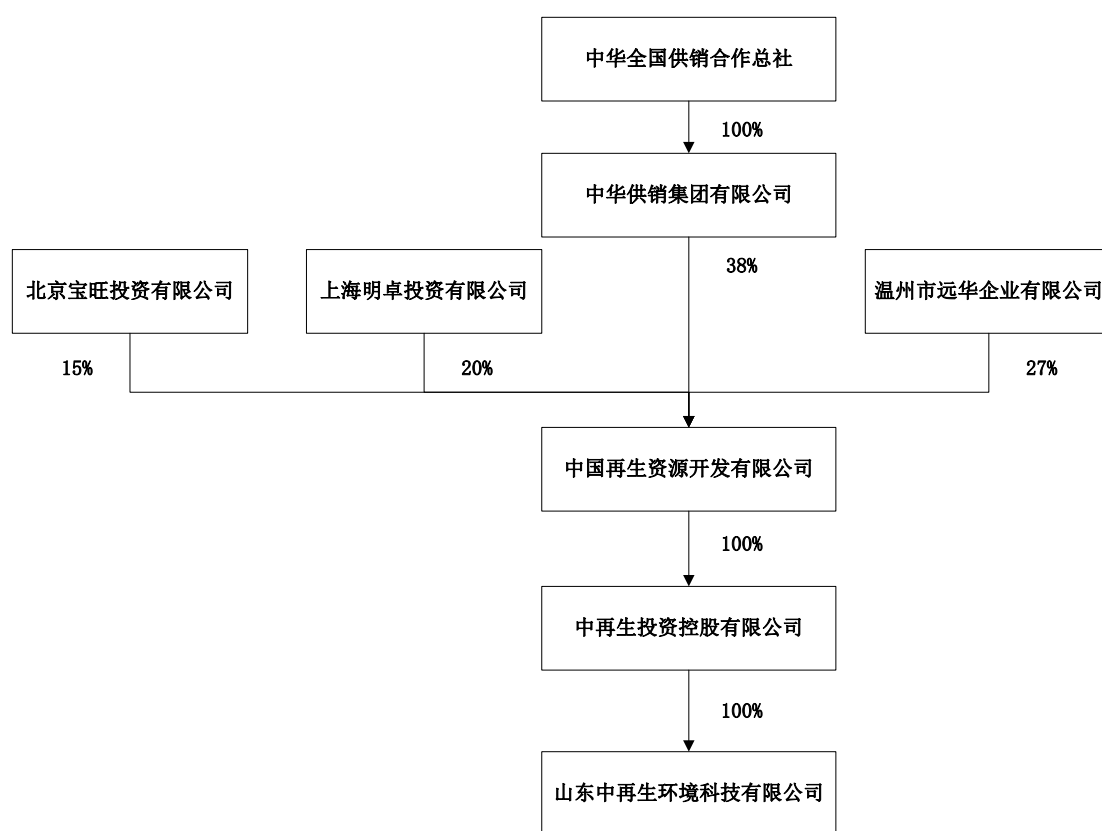 中华全国供销合作总社
100%
中华供销集团有限公司
38%
北京宝旺投资有限公司
上海明卓投资有限公司
温州市远华企业有限公司
15%
20%
27%
中国再生资源开发有限公司
100%
中再生投资控股有限公司
100%
山东中再生环境科技有限公司